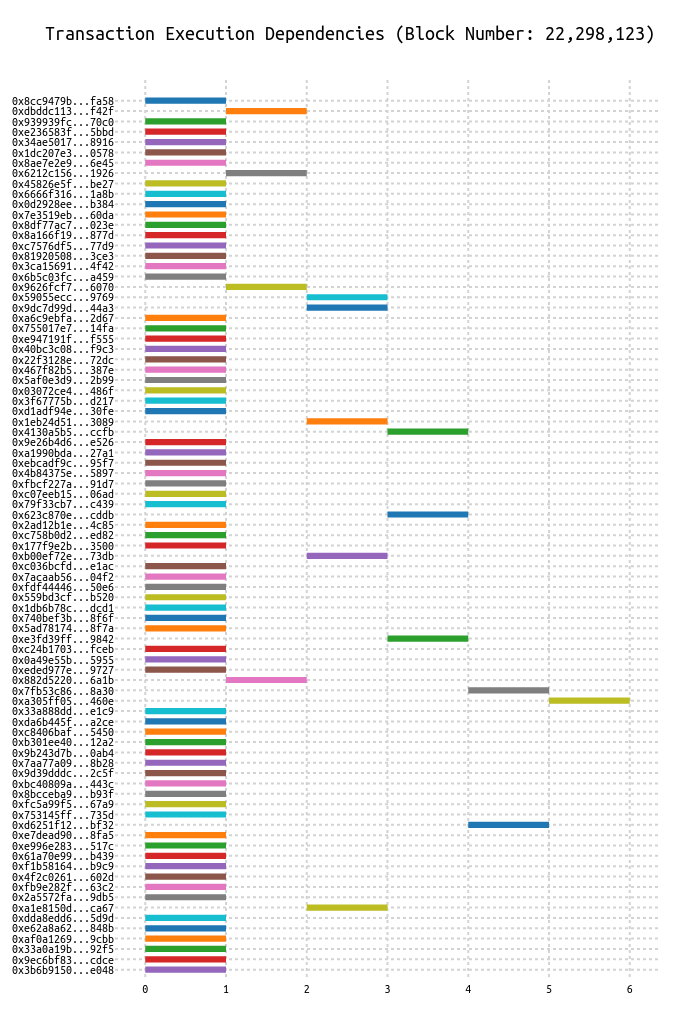 Transaction Execution Dependencies (Block Number: 22,298,123)
0x8cc9479b...fa58
0xdbddc113...f42f
0x939939fc...70c0
0xe236583f...5bbd
0x34ae5017...8916
0x1dc207e3...0578
0x8ae7e2e9...6e45
0x6212c156...1926
0x45826e5f...be27
0x6666f316...1a8b
0x0d2928ee...b384
0x7e3519eb...60da
0x8df77ac7...023e
0x8a166f19...877d
0xc7576df5...77d9
0x81920508...3ce3
0x3ca15691...4f42
0x6b5c03fc...a459
0x9626fcf7...6070
0x59055ecc...9769
0x9dc7d99d...44a3
0xa6c9ebfa...2d67
0x755017e7...14fa
0xe947191f...f555
0x40bc3c08...f9c3
0x22f3128e...72dc
0x467f82b5...387e
0x5af0e3d9...2b99
0x03072ce4...486f
0x3f67775b...d217
0xd1adf94e...30fe
0x1eb24d51...3089
0x4130a5b5...ccfb
0x9e26b4d6...e526
0xa1990bda...27a1
0xebcadf9c...95f7
0x4b84375e...5897
0xfbcf227a...91d7
0xc07eeb15...06ad
0x79f33cb7...c439
0x623c870e...cddb
0x2ad12b1e...4c85
0xc758b0d2...ed82
0x177f9e2b...3500
0xb00ef72e...73db
0xc036bcfd...e1ac
0x7acaab56...04f2
0xfdf44446...50e6
0x559bd3cf...b520
0x1db6b78c...dcd1
0x740bef3b...8f6f
0x5ad78174...8f7a
0xe3fd39ff...9842
0xc24b1703...fceb
0x0a49e55b...5955
0xeded977e...9727
0x882d5220...6a1b
0x7fb53c86...8a30
0xa305ff05...460e
0x33a888dd...e1c9
0xda6b445f...a2ce
0xc8406baf...5450
0xb301ee40...12a2
0x9b243d7b...0ab4
0x7aa77a09...8b28
0x9d39dddc...2c5f
0xbc40809a...443c
0x8bcceba9...b93f
0xfc5a99f5...67a9
0x753145ff...735d
0xd6251f12...bf32
0xe7dead90...8fa5
0xe996e283...517c
0x61a70e99...b439
0xf1b58164...b9c9
0x4f2c0261...602d
0xfb9e282f...63c2
0x2a5572fa...9db5
0xa1e8150d...ca67
0xdda8edd6...5d9d
0xe62a8a62...848b
0xaf0a1269...9cbb
0x33a0a19b...92f5
0x9ec6bf83...cdce
0x3b6b9150...e048
0 1 2 3 4 5 6